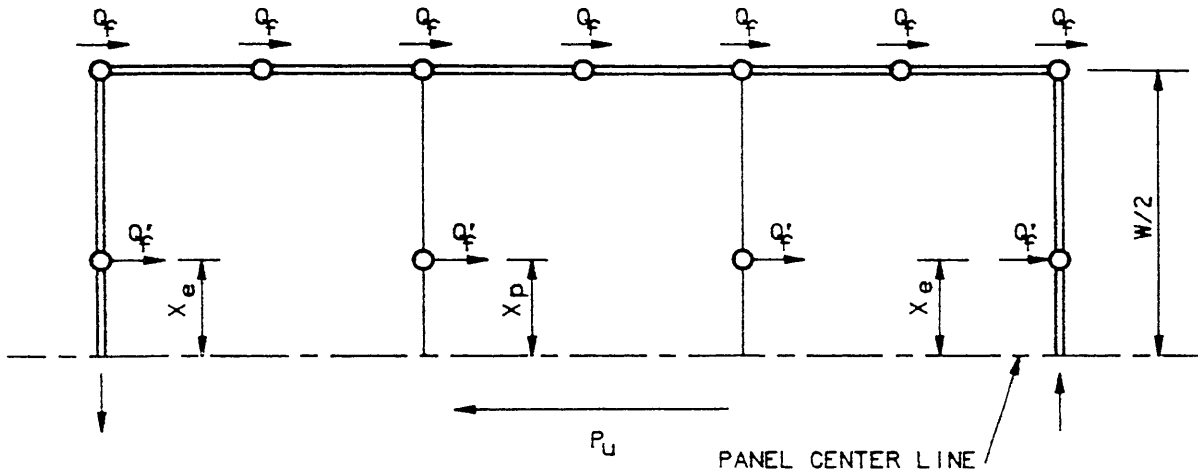 Qf Qf Qf Qf Qf Qf Qf
W/2
Qf' Qf' Qf' Qf'
Xe Xp Xe
Pu
PANEL CENTER LINE